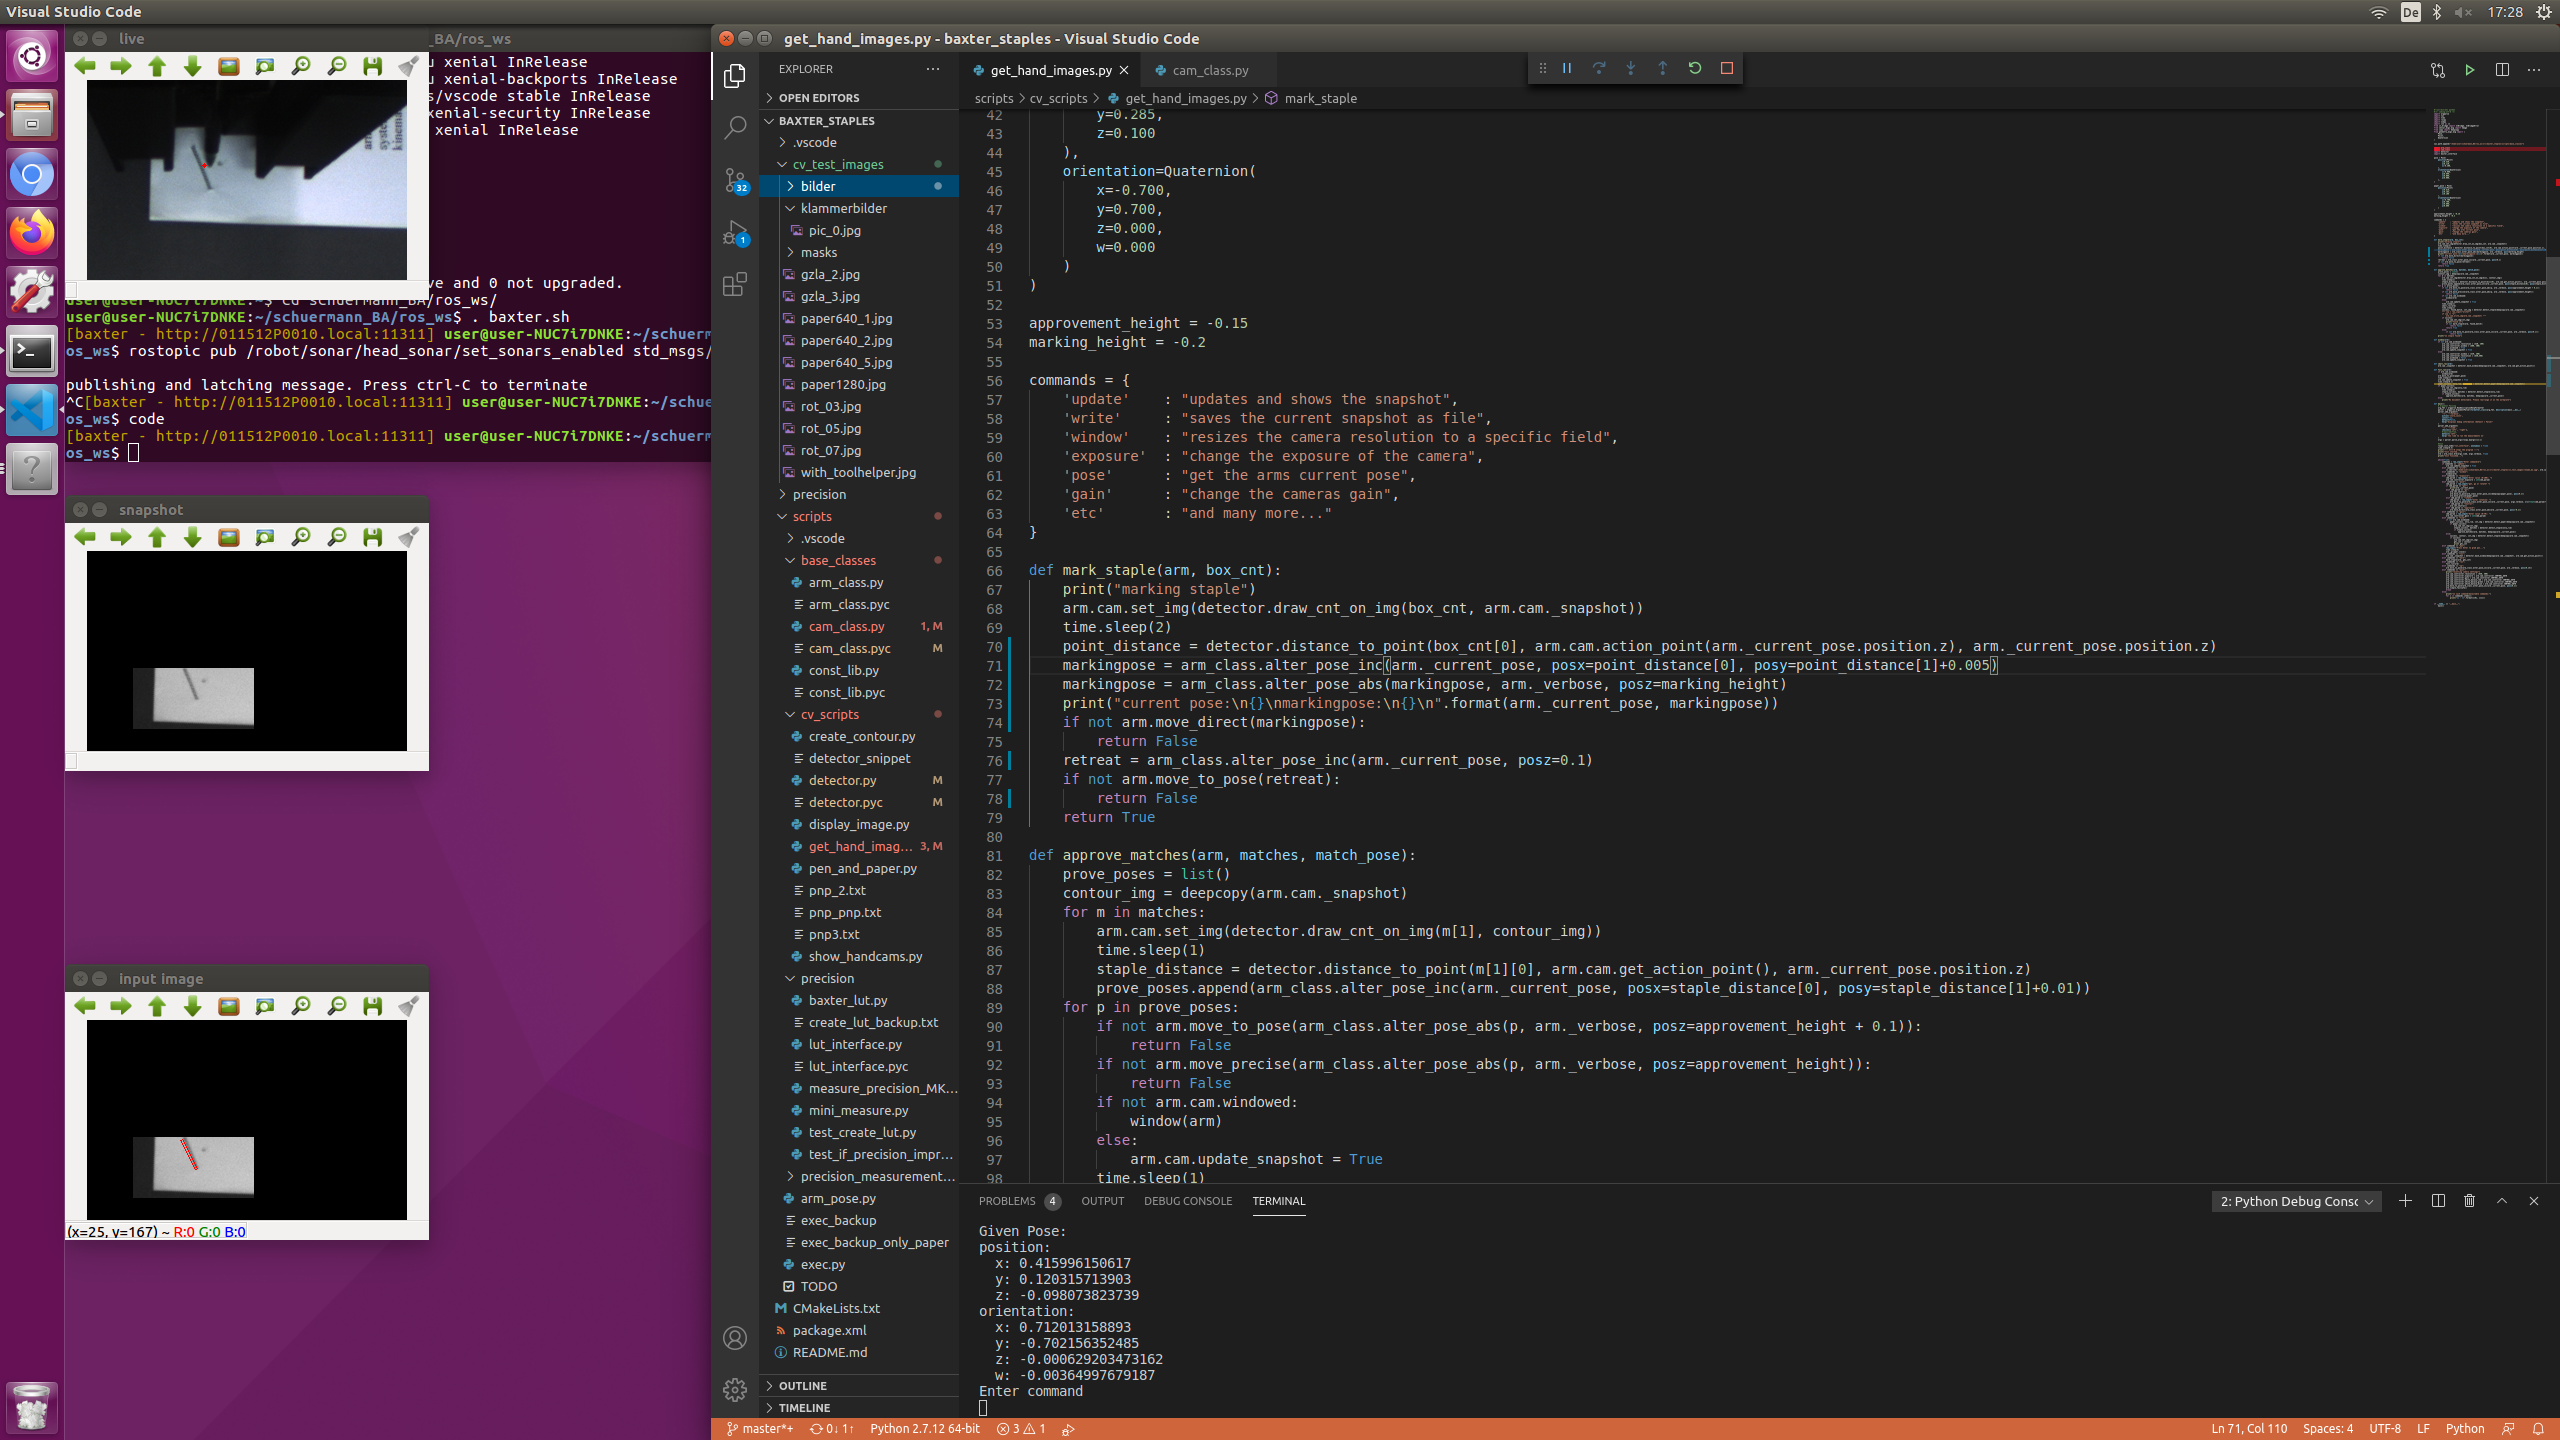 Visual Studio Code
De
17:28
live
_BA/ros_ws
u xenial InRelease
u xenial-backports InRelease
s/vscode stable InRelease
xenial-security InRelease
xenial InRelease
ve and 0 not upgraded.
user@user-NUC7i7DNKE:~$ cd schuermann_BA/ros_ws/
user@user-NUC7i7DNKE:~/schuermann_BA/ros_ws$ . baxter.sh
[baxter - http://011512P0010.local:11311] user@user-NUC7i7DNKE:~/schuerm
os_ws$ rostopic pub /robot/sonar/head_sonar/set_sonars_enabled std_msgs/
publishing and latching message. Press ctrl-C to terminate
^C[baxter - http://011512P0010.local:11311] user@user-NUC7i7DNKE:~/schue
os_ws$ code
[baxter - http://011512P0010.local:11311] user@user-NUC7i7DNKE:~/schuerm
os_ws$
snapshot
input image
(x=25, y=167) ~ R:0 G:0 B:0
get_hand_images.py - baxter_staples - Visual Studio Code
32
1
EXPLORER
OPEN EDITORS
BAXTER_STAPLES
.vscode
cv_test_images
bilder
klammerbilder
pic_0.jpg
masks
gzla_2.jpg
gzla_3.jpg
paper640_1.jpg
paper640_2.jpg
paper640_5.jpg
paper1280.jpg
rot_03.jpg
rot_05.jpg
rot_07.jpg
with_toolhelper.jpg
precision
scripts
.vscode
base_classes
arm_class.py
arm_class.pyc
cam_class.py 1, M
cam_class.pyc M
const_lib.py
const_lib.pyc
cv_scripts
create_contour.py
detector_snippet
detector.py M
detector.pyc M
display_image.py
get_hand_imag... 3, M
pen_and_paper.py
pnp_2.txt
pnp_pnp.txt
pnp3.txt
show_handcams.py
precision
baxter_lut.py
create_lut_backup.txt
lut_interface.py
lut_interface.pyc
measure_precision_MK...
mini_measure.py
test_create_lut.py
test_if_precision_impr...
precision_measurement...
arm_pose.py
exec_backup
exec_backup_only_paper
exec.py
TODO
CMakeLists.txt
package.xml
README.md
OUTLINE
TIMELINE
get_hand_images.py
cam_class.py
scripts > cv_scripts > get_hand_images.py > mark_staple
42 y=0.285,
43 z=0.100
44 ),
45 orientation=Quaternion(
46 x=-0.700,
47 y=0.700,
48 z=0.000,
49 w=0.000
50 )
51 )
52
53 approvement_height = -0.15
54 marking_height = -0.2
55
56 commands = {
57 'update' : "updates and shows the snapshot",
58 'write' : "saves the current snapshot as file",
59 'window' : "resizes the camera resolution to a specific field",
60 'exposure' : "change the exposure of the camera",
61 'pose' : "get the arms current pose",
62 'gain' : "change the cameras gain",
63 'etc' : "and many more..."
64 }
65
66 def mark_staple(arm, box_cnt):
67 print("marking staple")
68 arm.cam.set_img(detector.draw_cnt_on_img(box_cnt, arm.cam._snapshot))
69 time.sleep(2)
70 point_distance = detector.distance_to_point(box_cnt[0], arm.cam.action_point(arm._current_pose.position.z), arm._current_pose.position.z)
71 markingpose = arm_class.alter_pose_inc(arm._current_pose, posx=point_distance[0], posy=point_distance[1]+0.005)
72 markingpose = arm_class.alter_pose_abs(markingpose, arm._verbose, posz=marking_height)
73 print("current pose:\n{}\nmarkingpose:\n{}\n".format(arm._current_pose, markingpose))
74 if not arm.move_direct(markingpose):
75 return False
76 retreat = arm_class.alter_pose_inc(arm._current_pose, posz=0.1)
77 if not arm.move_to_pose(retreat):
78 return False
79 return True
80
81 def approve_matches(arm, matches, match_pose):
82 prove_poses = list()
83 contour_img = deepcopy(arm.cam._snapshot)
84 for m in matches:
85 arm.cam.set_img(detector.draw_cnt_on_img(m[1], contour_img))
86 time.sleep(1)
87 staple_distance = detector.distance_to_point(m[1][0], arm.cam.get_action_point(), arm._current_pose.position.z)
88 prove_poses.append(arm_class.alter_pose_inc(arm._current_pose, posx=staple_distance[0], posy=staple_distance[1]+0.01))
89 for p in prove_poses:
90 if not arm.move_to_pose(arm_class.alter_pose_abs(p, arm._verbose, posz=approvement_height + 0.1)):
91 return False
92 if not arm.move_precise(arm_class.alter_pose_abs(p, arm._verbose, posz=approvement_height)):
93 return False
94 if not arm.cam.windowed:
95 window(arm)
96 else:
97 arm.cam.update_snapshot = True
98 time.sleep(1)
PROBLEMS 4 OUTPUT DEBUG CONSOLE TERMINAL
2: Python Debug Consc
Given Pose:
position:
x: 0.415996150617
y: 0.120315713903
z: -0.098073823739
orientation:
x: 0.712013158893
y: -0.702156352485
z: -0.000629203473162
w: -0.00364997679187
Enter command
master*+ 0↓ 1↑ Python 2.7.12 64-bit 3 1
Ln 71, Col 110 Spaces: 4 UTF-8 LF Python